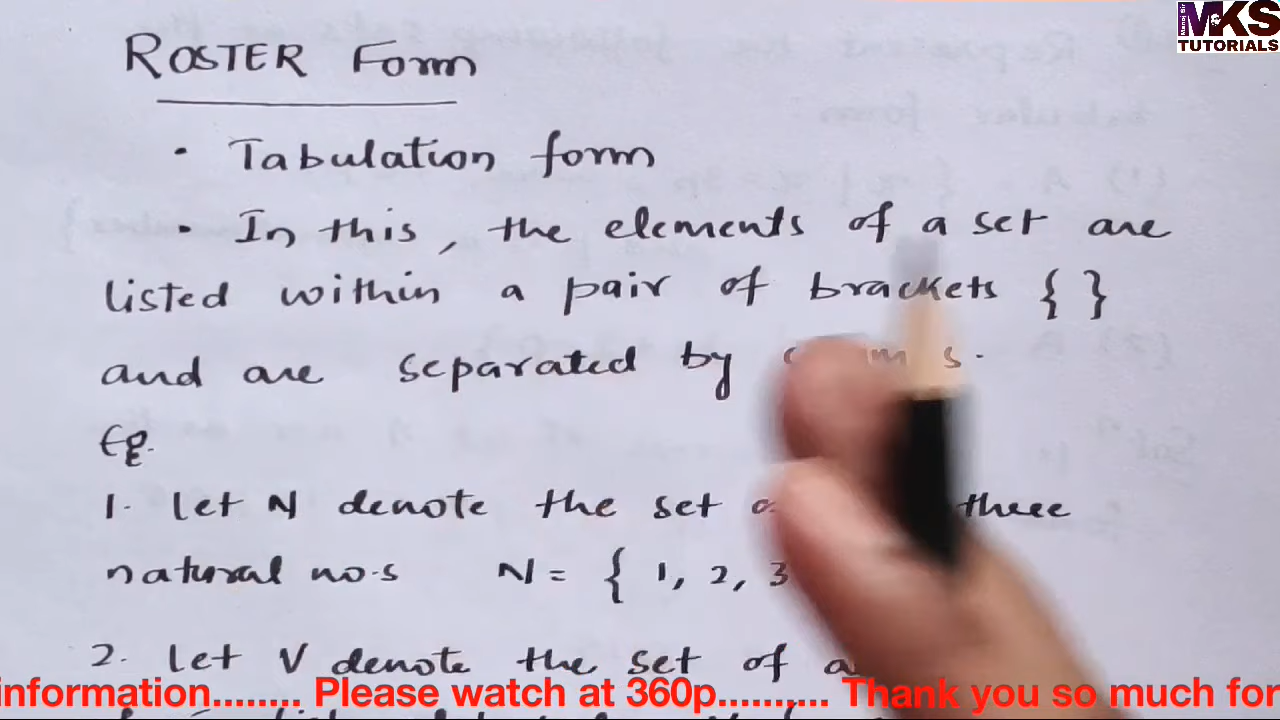 MKS
TUTORIALS
ROSTER Form
• Tabulation form
• In this, the elements of a set are
listed within a pair of brackets { }
and are separated by
Eg.
1. Let N denote the set three
natural no.s N = { 1, 2, 3
2. Let V denote the set of
information........ Please watch at 360p.......... Thank you so much for